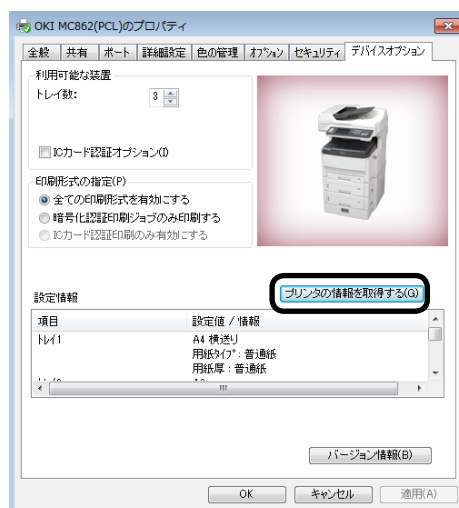 OKI MC862(PCL)のプロパティ
全般 共有 ポート 詳細設定 色の管理 ｵﾌﾟｼｮﾝ セキュリティ デバイスオプション
利用可能な装置
トレイ数: 3
ICカード認証オプション(I)
印刷形式の指定(P)
全ての印刷形式を有効にする
暗号化認証印刷ジョブのみ印刷する
ICカード認証印刷のみ有効にする
設定情報
プリンタの情報を取得する(G)
項目 設定値 / 情報
ﾄﾚｲ1 A4 横送り
用紙ﾀｲﾌﾟ: 普通紙
用紙厚 : 普通紙
バージョン情報(B)
OK キャンセル 適用(A)